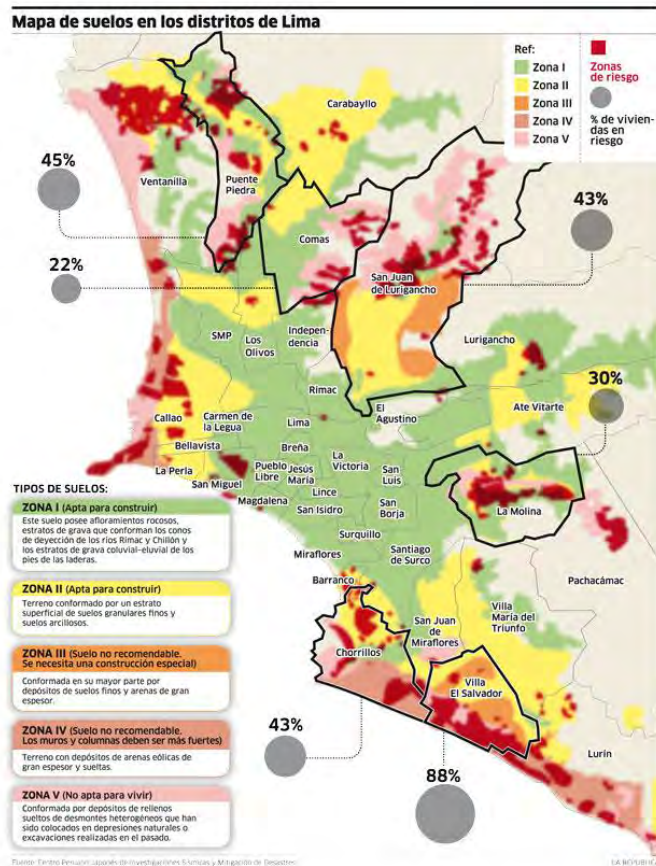 Mapa de suelos en los distritos de Lima
Ref:
Zona I
Zona II
Zona III
Zona IV
Zona V
Zonas
de riesgo
% de vivien-
das en
riesgo
Carabayllo
45%
Ventanilla
Puente
Piedra
43%
Comas
22%
San Juan
de Lurigancho
SMP
Los
Olivos
Indepen-
dencia
Lurigancho
Rimac
30%
El
Agustino
Ate Vitarte
Callao
Carmen de
la Legua
Lima
Bellavista
Breña
La
Victoria
La Perla
Pueblo
Libre
Jesús
María
San
Luis
San Miguel
Lince
La Molina
Magdalena
San Isidro
San
Borja
Surquillo
Miraflores
Santiago
de Surco
Pachacámac
Barranco
San Juan
de
Miraflores
Villa
María del
Triunfo
Chorrillos
Villa
El Salvador
43%
Lurín
88%
TIPOS DE SUELOS:
ZONA I (Apta para construir)
Este suelo posee afloramientos rocosos,
estratos de grava que conforman los conos
de deyección de los ríos Rimac y Chillón y
los estratos de grava coluvial-eluvial de los
pies de las laderas.
ZONA II (Apta para construir)
Terreno conformado por un estrato
superficial de suelos granulares finos y
suelos arcillosos.
ZONA III (Suelo no recomendable.
Se necesita una construcción especial)
Conformada en su mayor parte por
depósitos de suelos finos y arenas de gran
espesor.
ZONA IV (Suelo no recomendable.
Los muros y columnas deben ser más fuertes)
Terreno con depósitos de arenas eólicas de
gran espesor y sueltas.
ZONA V (No apta para vivir)
Conformada por depósitos de rellenos
sueltos de desmontes heterogéneos que han
sido colocados en depresiones naturales o
excavaciones realizadas en el pasado.
Fuente: Centro Peruano Japonés de Investigaciones Sísmicas y Mitigación de Desastres
LA REPÚBLICA